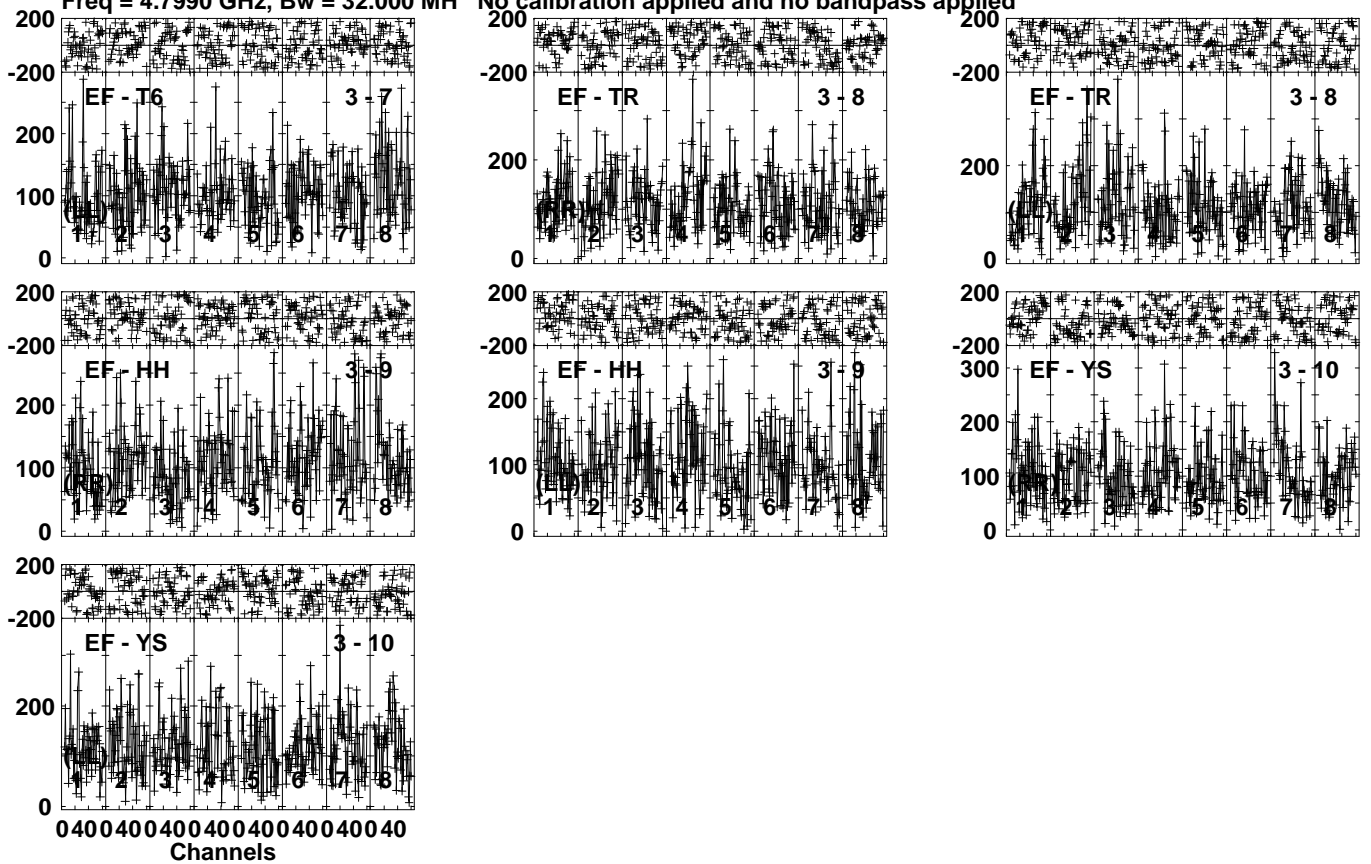 Freq = 4.7990 GHz, Bw = 32.000 MH No calibration applied and no bandpass applied
200
-200
EF - T6 3 - 7
200
100
0
(LL)
1 2 3 4 5 6 7 8
200
-200
EF - TR 3 - 8
200
0
(RR)
1 2 3 4 5 6 7 8
200
-200
EF - TR 3 - 8
200
0
(LL)
1 2 3 4 5 6 7 8
200
-200
EF - HH 3 - 9
200
100
0
(RR)
1 2 3 4 5 6 7 8
200
-200
EF - HH 3 - 9
200
100
0
(LL)
1 2 3 4 5 6 7 8
200
-200
EF - YS 3 - 10
300
200
100
0
(RR)
1 2 3 4 5 6 7 8
200
-200
EF - YS 3 - 10
200
0
(LL)
1 2 3 4 5 6 7 8
0 40 0 40 0 40 0 40 0 40 0 40 0 40 0 40
Channels